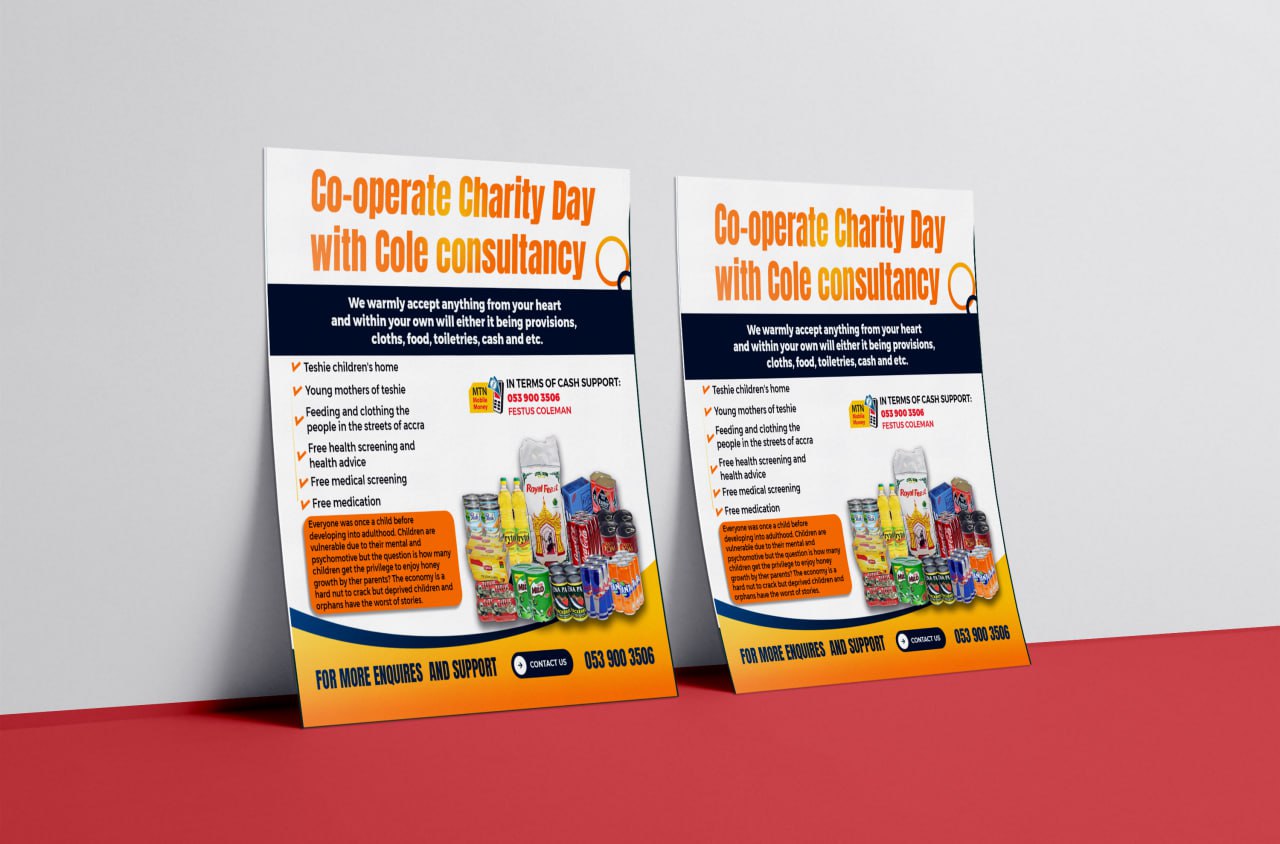 Co-operate Charity Day
with Cole consultancy
We warmly accept anything from your heart
and within your own will either it being provisions,
cloths, food, toiletries, cash and etc.
Teshie children's home
Young mothers of teshie
Feeding and clothing the
people in the streets of accra
Free health screening and
health advice
Free medical screening
Free medication
MTN
Mobile
Money
IN TERMS OF CASH SUPPORT:
053 900 3506
FESTUS COLEMAN
Royal Feast
Everyone was once a child before
developing into adulthood. Children are
vulnerable due to their mental and
psychomotive but the question is how many
children get the privilege to enjoy honey
growth by ther parents? The economy is a
hard nut to crack but deprived children and
orphans have the worst of stories.
MILO
FOR MORE ENQUIRES AND SUPPORT
CONTACT US
053 900 3506
Co-operate Charity Day
with Cole consultancy
We warmly accept anything from your heart
and within your own will either it being provisions,
cloths, food, toiletries, cash and etc.
Teshie children's home
Young mothers of teshie
Feeding and clothing the
people in the streets of accra
Free health screening and
health advice
Free medical screening
Free medication
MTN
Mobile
Money
IN TERMS OF CASH SUPPORT:
053 900 3506
FESTUS COLEMAN
Royal Feast
Everyone was once a child before
developing into adulthood. Children are
vulnerable due to their mental and
psychomotive but the question is how many
children get the privilege to enjoy honey
growth by ther parents? The economy is a
hard nut to crack but deprived children and
orphans have the worst of stories.
MILO
FOR MORE ENQUIRES AND SUPPORT
CONTACT US
053 900 3506